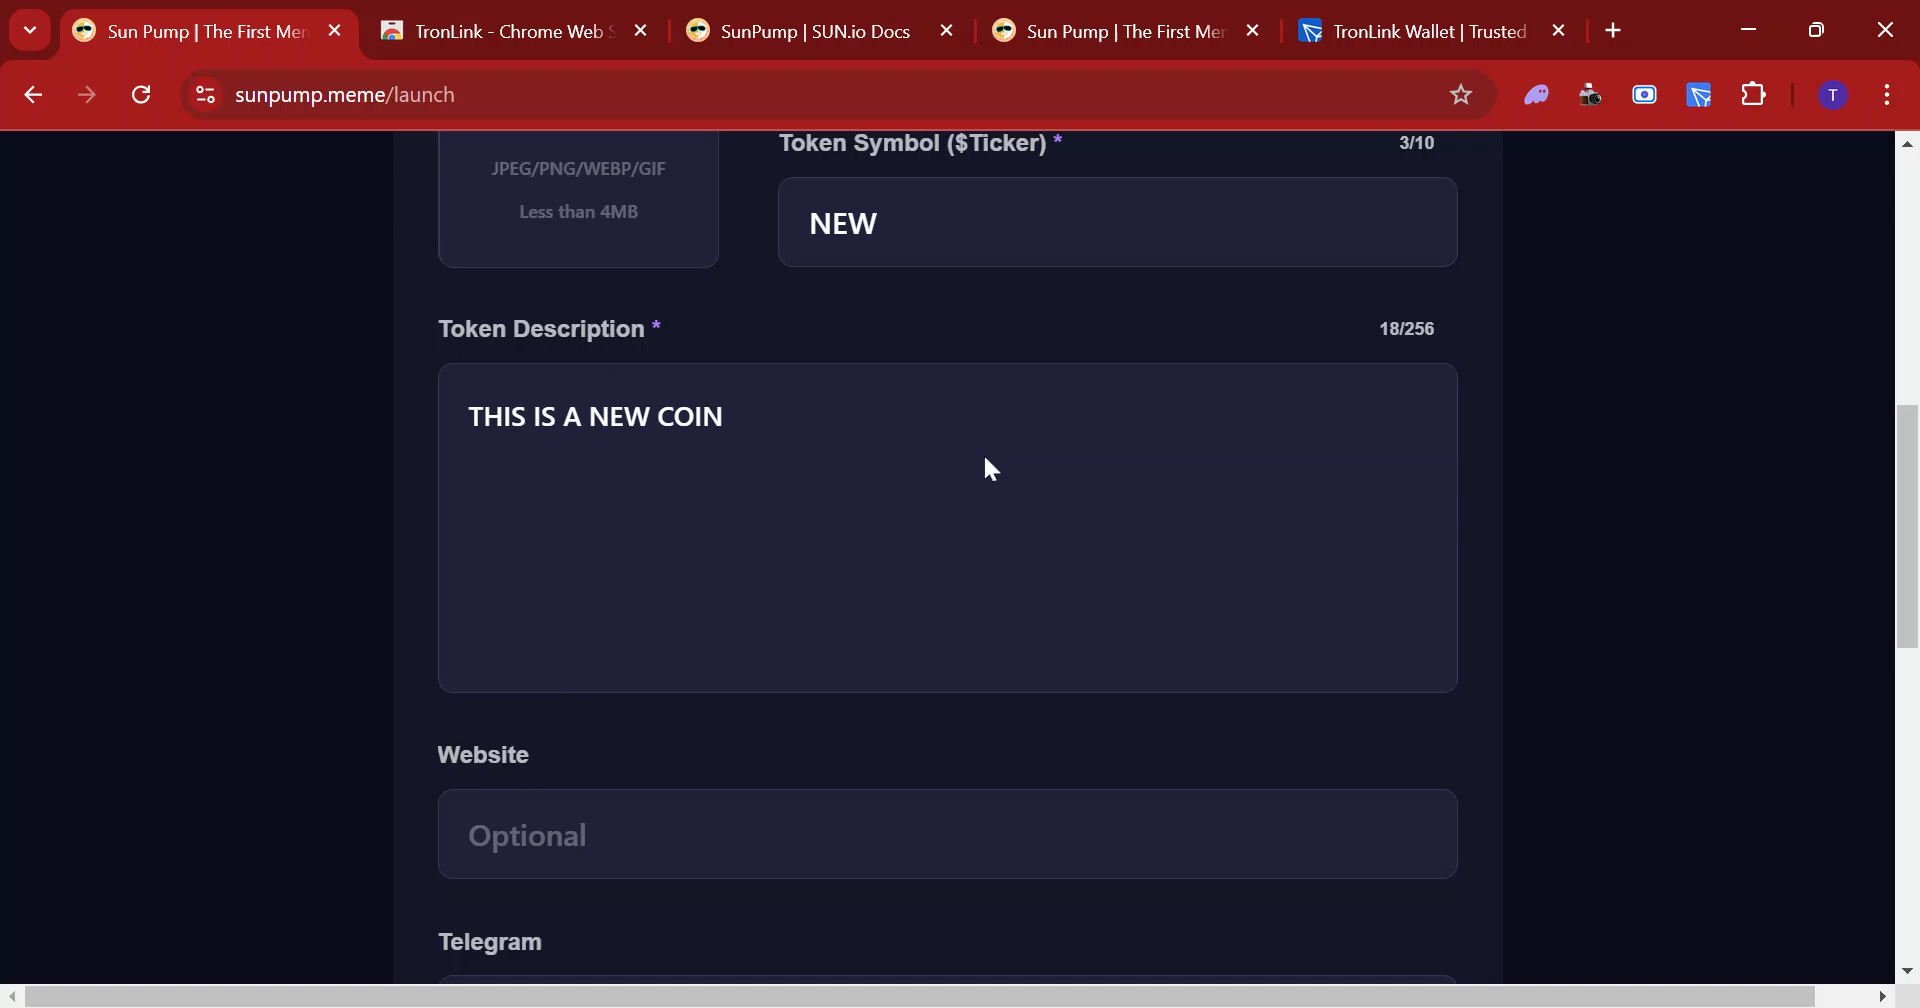 Sun Pump | The First Mer
TronLink - Chrome Web S
SunPump | SUN.io Docs
Sun Pump | The First Mer
TronLink Wallet | Trusted
sunpump.meme/launch
T
Token Symbol ($Ticker) *
3/10
JPEG/PNG/WEBP/GIF
Less than 4MB
NEW
Token Description *
18/256
THIS IS A NEW COIN
Website
Optional
Telegram